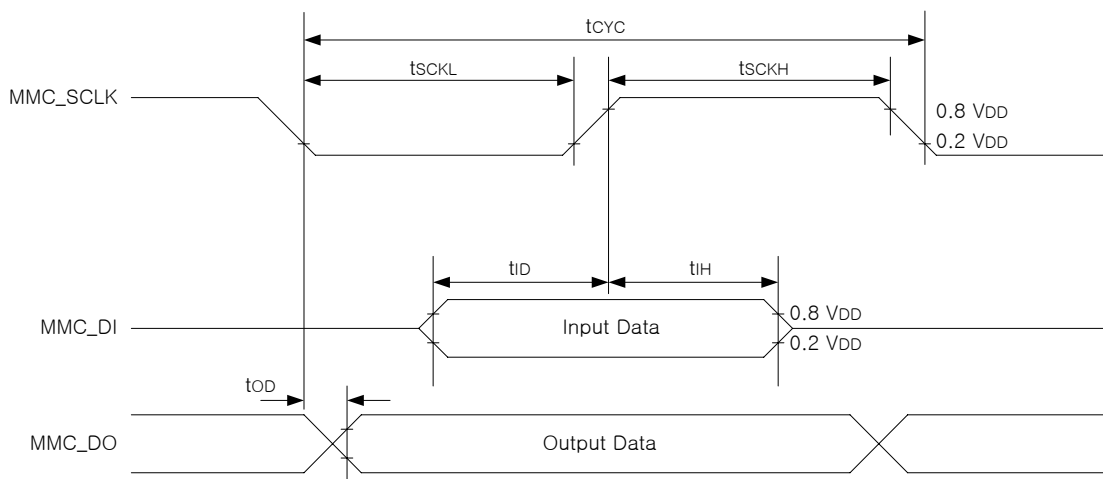 tCYC
tSCKL
tSCKH
MMC_SCLK
0.8 VDD
0.2 VDD
tID
tIH
MMC_DI
Input Data
0.8 VDD
0.2 VDD
tOD
MMC_DO
Output Data